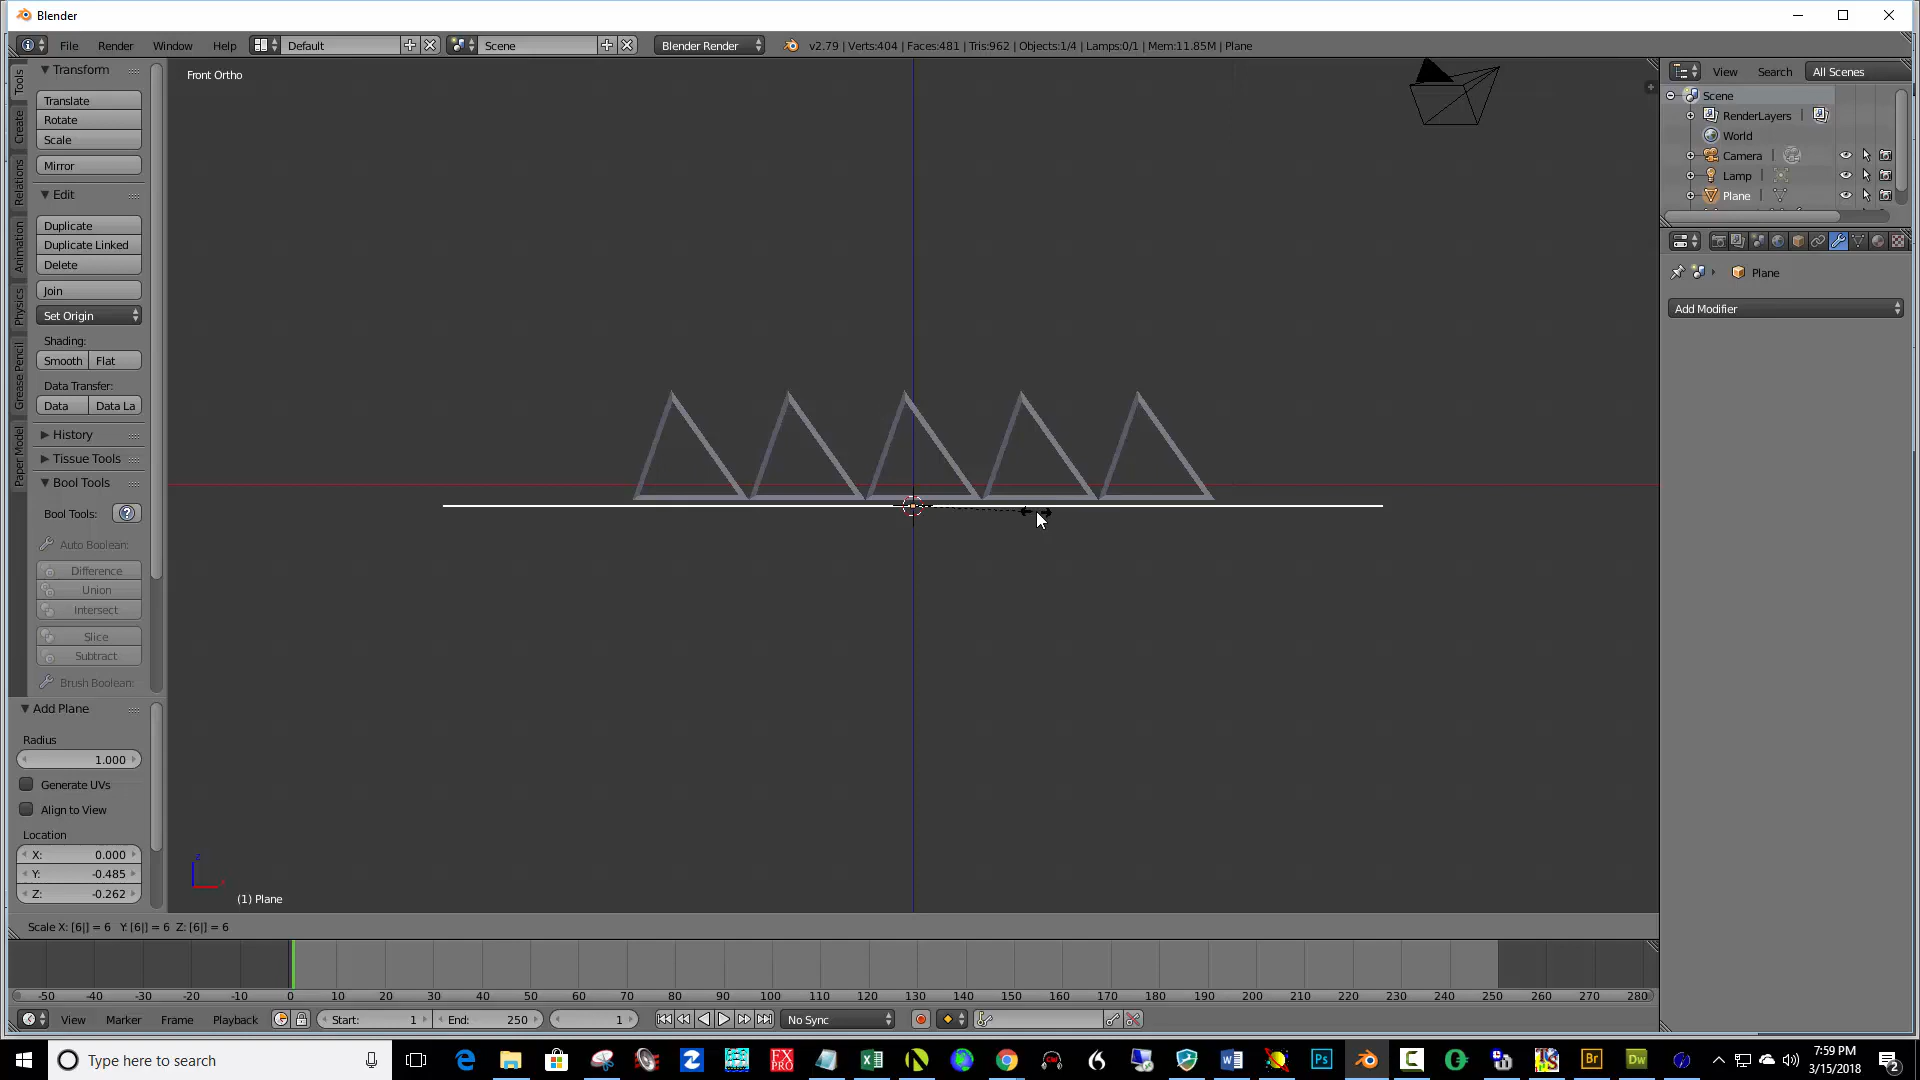 Blender
File Render Window Help Default Scene Blender Render v2.79 | Verts:404 | Faces:481 | Tris:962 | Objects:1/4 | Lamps:0/1 | Mem:11.85M | Plane
Tools
Create
Relations
Animation
Physics
Grease Pencil
Paper Model
Transform
Translate
Rotate
Scale
Mirror
Edit
Duplicate
Duplicate Linked
Delete
Join
Set Origin
Shading:
Smooth Flat
Data Transfer:
Data Data La
History
Tissue Tools
Bool Tools
Bool Tools: ?
Auto Boolean:
Difference
Union
Intersect
Slice
Subtract
Brush Boolean:
Add Plane
Radius
1.000
Generate UVs
Align to View
Location
X: 0.000
Y: -0.485
Z: -0.262
Front Ortho
z
x
(1) Plane
View Search All Scenes
Scene
RenderLayers |
World
Camera |
Lamp |
Plane |
Plane
Add Modifier
Scale X: [6|] = 6 Y: [6|] = 6 Z: [6|] = 6
-50 -40 -30 -20 -10 0 10 20 30 40 50 60 70 80 90 100 110 120 130 140 150 160 170 180 190 200 210 220 230 240 250 260 270 280
View Marker Frame Playback Start: 1 End: 250 1 No Sync
Type here to search
FX PRO
Ps
Br
Dw
7:59 PM
3/15/2018
2